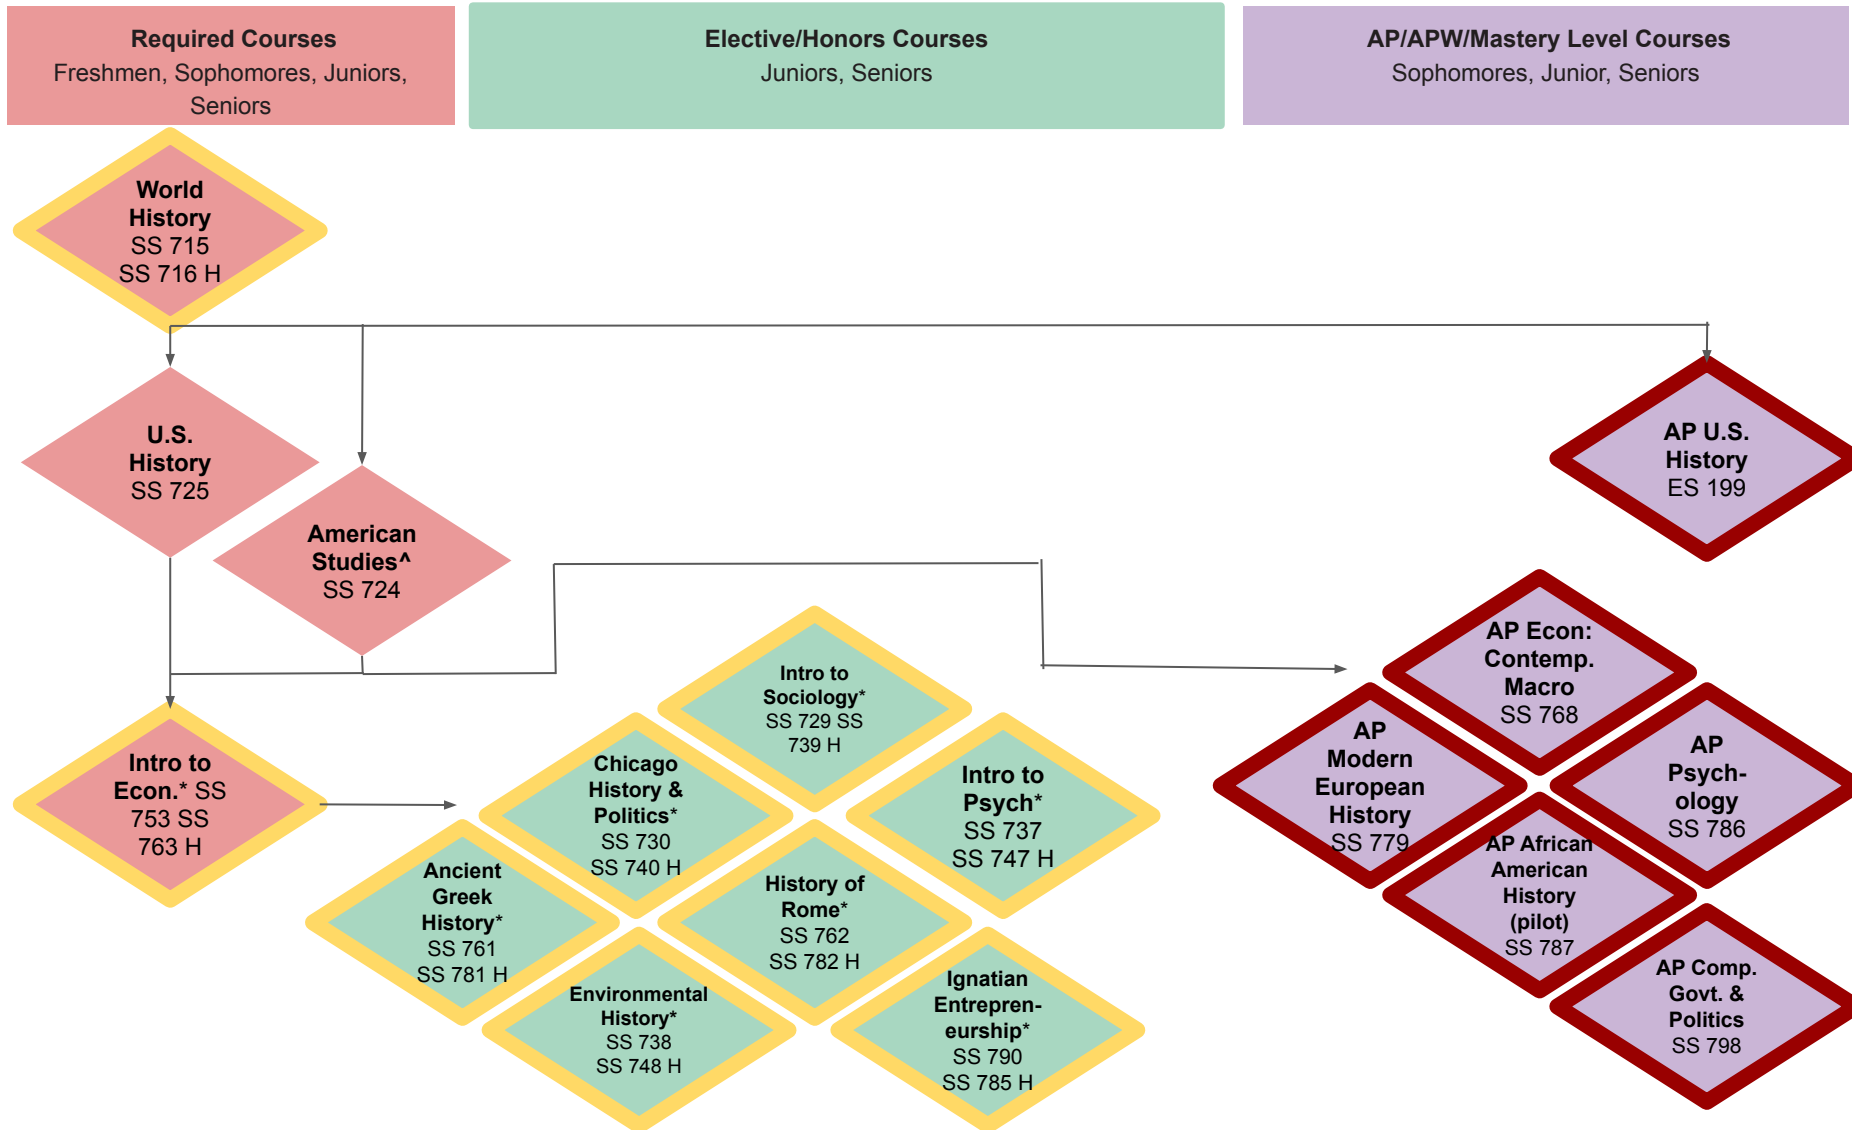 Required Courses
Freshmen, Sophomores, Juniors,
Seniors
Elective/Honors Courses
Juniors, Seniors
AP/APW/Mastery Level Courses
Sophomores, Junior, Seniors
World
History
SS 715
SS 716 H
U.S.
History
SS 725
American
Studies^
SS 724
AP U.S.
History
ES 199
Intro to
Econ.* SS
753 SS
763 H
Intro to
Sociology*
SS 729 SS
739 H
Chicago
History &
Politics*
SS 730
SS 740 H
Intro to
Psych*
SS 737
SS 747 H
Ancient
Greek
History*
SS 761
SS 781 H
History of
Rome*
SS 762
SS 782 H
Environmental
History*
SS 738
SS 748 H
Ignatian
Entrepren-
eurship*
SS 790
SS 785 H
AP Econ:
Contemp.
Macro
SS 768
AP
Modern
European
History
SS 779
AP
Psych-
ology
SS 786
AP African
American
History
(pilot)
SS 787
AP Comp.
Govt. &
Politics
SS 798